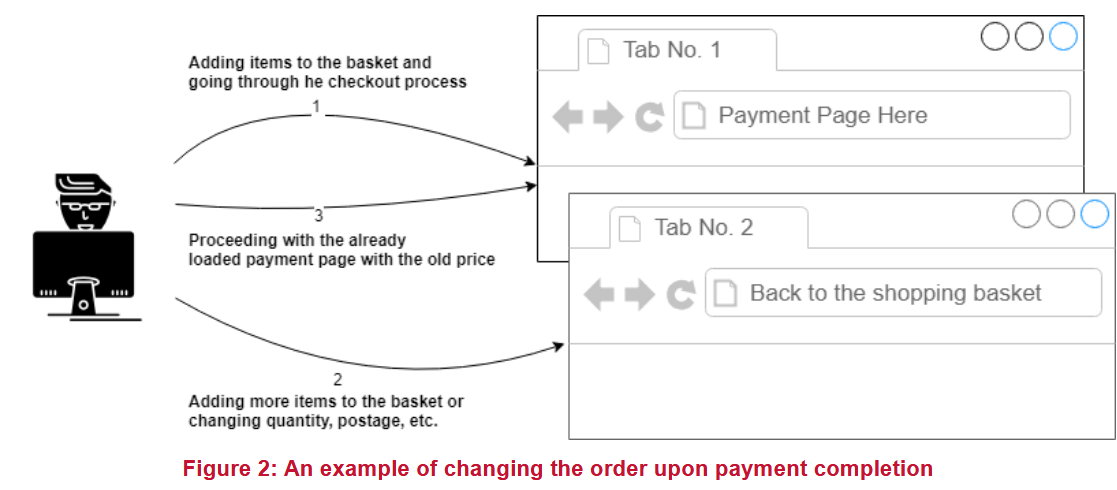 Adding items to the basket and
going through he checkout process
1
Tab No. 1
Payment Page Here
3
Proceeding with the already
loaded payment page with the old price
Tab No. 2
Back to the shopping basket
2
Adding more items to the basket or
changing quantity, postage, etc.
Figure 2: An example of changing the order upon payment completion